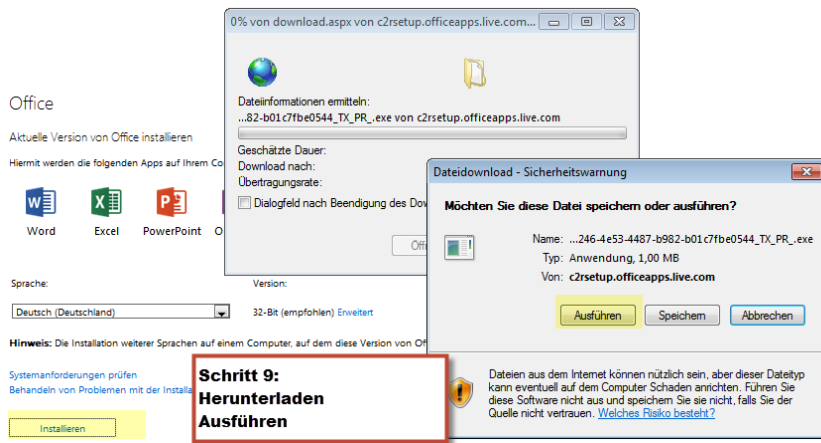 0% von download.aspx von c2rsetup.officeapps.live.com...
Dateiinformationen ermitteln:
...82-b01c7fbe0544_TX_PR_.exe von c2rsetup.officeapps.live.com
Geschätzte Dauer:
Download nach:
Übertragungsrate:
Dialogfeld nach Beendigung des
Office
Aktuelle Version von Office installieren
Hiermit werden die folgenden Apps auf Ihrem
Word
Excel
PowerPoint
Sprache:
Version:
Deutsch (Deutschland)
32-Bit (empfohlen) Erweitert
Hinweis: Die Installation weiterer Sprachen auf einem Computer, auf dem diese Version von
Systemanforderungen prüfen
Behandeln von Problemen mit der
Installieren
Schritt 9:
Herunterladen
Ausführen
Dateidownload - Sicherheitswarnung
Möchten Sie diese Datei speichern oder ausführen?
Name: ...246-4e53-4487-b982-b01c7fbe0544_TX_PR_.exe
Typ: Anwendung, 1,00 MB
Von: c2rsetup.officeapps.live.com
Ausführen
Speichern
Abbrechen
Dateien aus dem Internet können nützlich sein, aber dieser Dateityp
kann eventuell auf dem Computer Schaden anrichten. Führen Sie
diese Software nicht aus und speichern Sie sie nicht, falls Sie der
Quelle nicht vertrauen. Welches Risiko besteht?